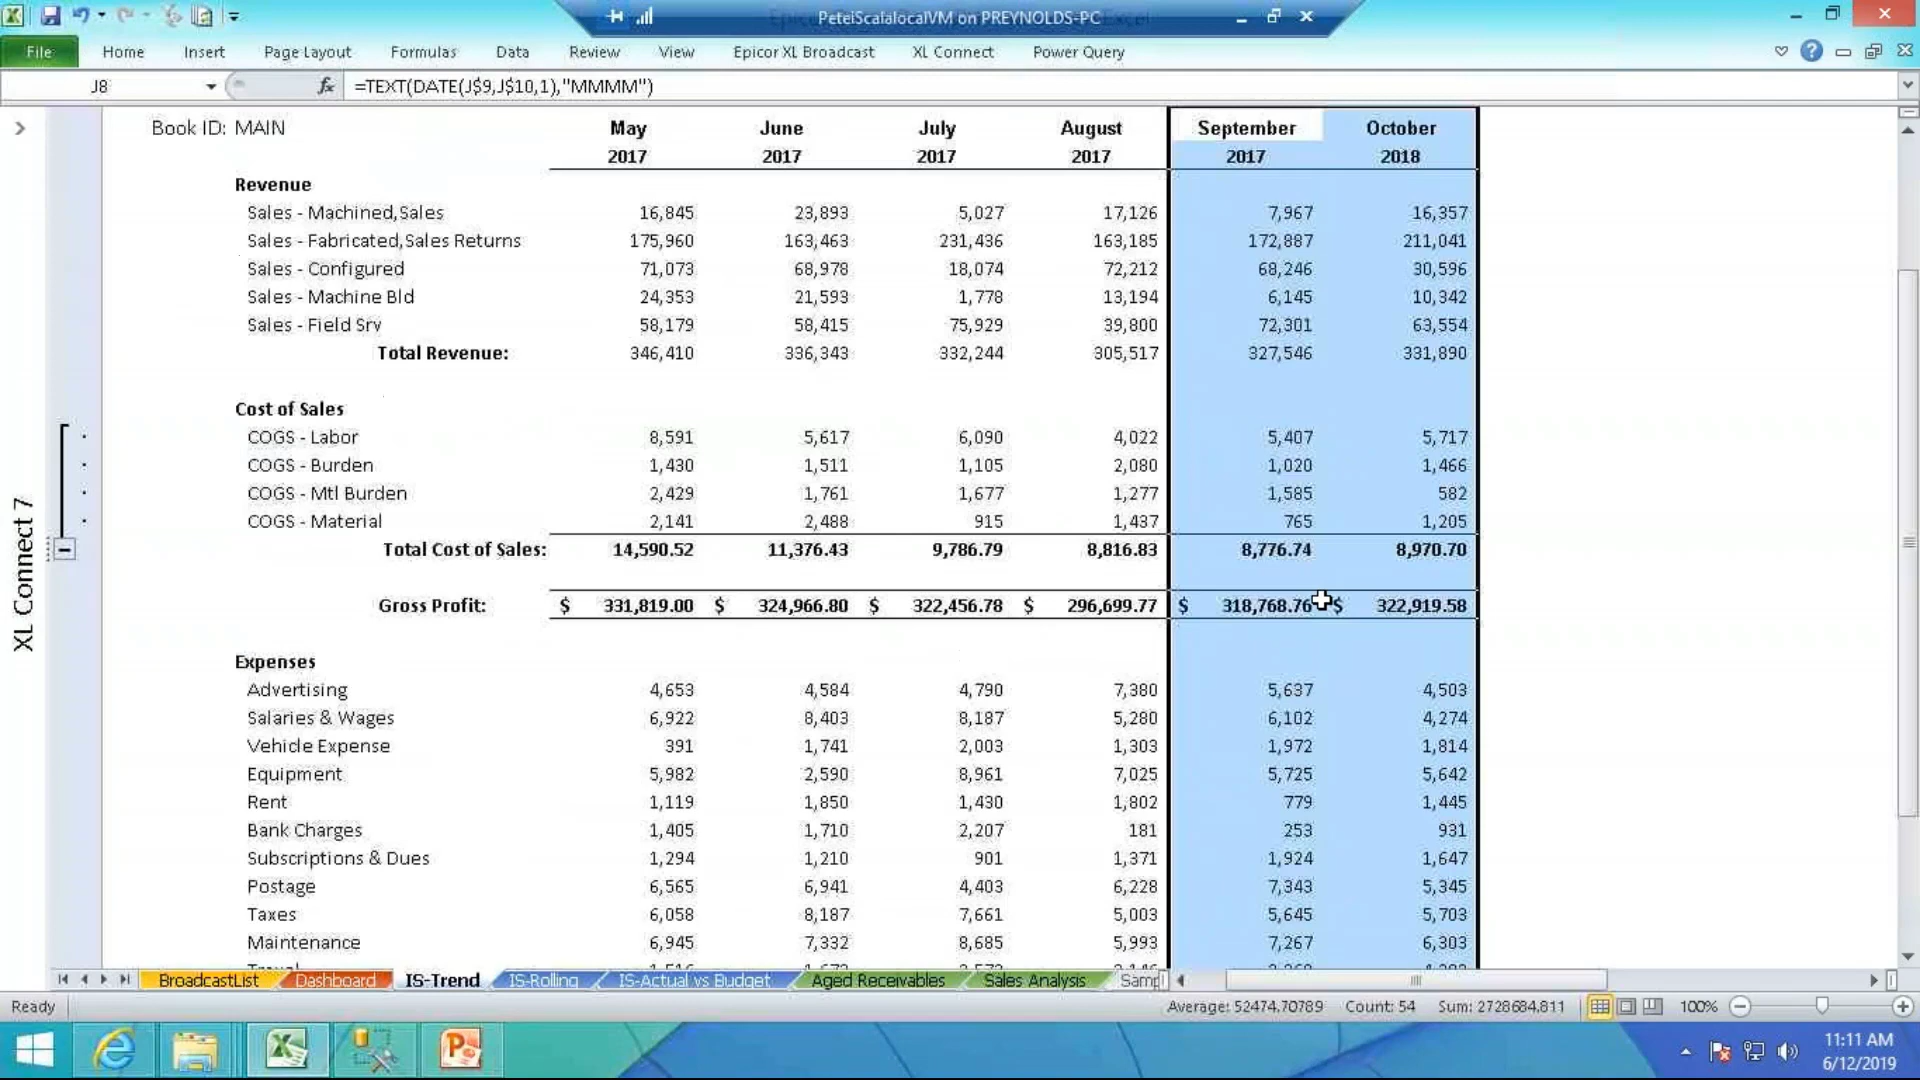 PeteiScalalocalVM on PREYNOLDS-PC
File Home Insert Page Layout Formulas Data Review View Epicor XL Broadcast XL Connect Power Query
J8 fx =TEXT(DATE(J$9,J$10,1),"MMMM")
Book ID: MAIN May June July August September October
2017 2017 2017 2017 2017 2018
Revenue
Sales - Machined,Sales 16,845 23,893 5,027 17,126 7,967 16,357
Sales - Fabricated,Sales Returns 175,960 163,463 231,436 163,185 172,887 211,041
Sales - Configured 71,073 68,978 18,074 72,212 68,246 30,596
Sales - Machine Bld 24,353 21,593 1,778 13,194 6,145 10,342
Sales - Field Srv 58,179 58,415 75,929 39,800 72,301 63,554
Total Revenue: 346,410 336,343 332,244 305,517 327,546 331,890
Cost of Sales
COGS - Labor 8,591 5,617 6,090 4,022 5,407 5,717
COGS - Burden 1,430 1,511 1,105 2,080 1,020 1,466
COGS - Mtl Burden 2,429 1,761 1,677 1,277 1,585 582
COGS - Material 2,141 2,488 915 1,437 765 1,205
Total Cost of Sales: 14,590.52 11,376.43 9,786.79 8,816.83 8,776.74 8,970.70
Gross Profit: $ 331,819.00 $ 324,966.80 $ 322,456.78 $ 296,699.77 $ 318,768.76 $ 322,919.58
Expenses
Advertising 4,653 4,584 4,790 7,380 5,637 4,503
Salaries & Wages 6,922 8,403 8,187 5,280 6,102 4,274
Vehicle Expense 391 1,741 2,003 1,303 1,972 1,814
Equipment 5,982 2,590 8,961 7,025 5,725 5,642
Rent 1,119 1,850 1,430 1,802 779 1,445
Bank Charges 1,405 1,710 2,207 181 253 931
Subscriptions & Dues 1,294 1,210 901 1,371 1,924 1,647
Postage 6,565 6,941 4,403 6,228 7,343 5,345
Taxes 6,058 8,187 7,661 5,003 5,645 5,703
Maintenance 6,945 7,332 8,685 5,993 7,267 6,303
XL Connect 7
BroadcastList Dashboard IS-Trend IS-Rolling IS-Actual vs Budget Aged Receivables Sales Analysis Samp
Ready Average: 52474.70789 Count: 54 Sum: 2728684.811 100%
11:11 AM
6/12/2019